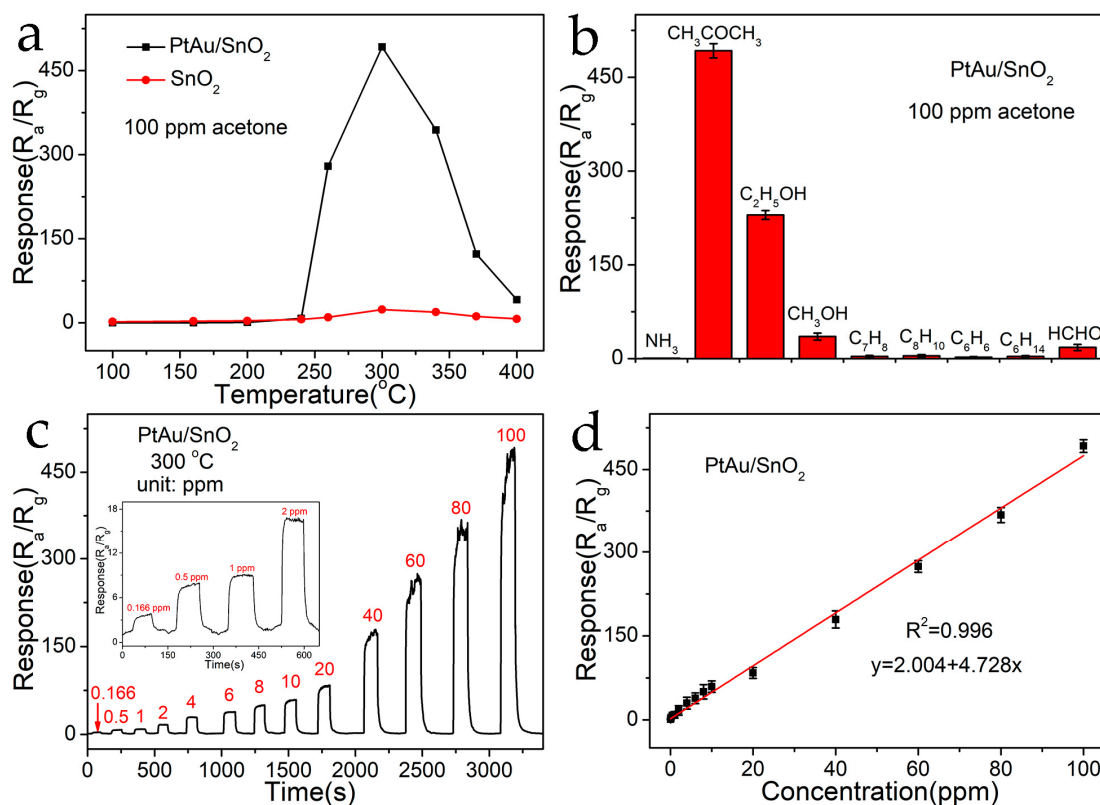 a
PtAu/SnO₂
SnO₂
100 ppm acetone
450
300
150
0
Response(Rₐ/R_g)
100 150 200 250 300 350 400
Temperature(°C)
b
CH₃COCH₃
PtAu/SnO₂
100 ppm acetone
C₂H₅OH
CH₃OH
NH₃
C₇H₈
C₈H₁₀
C₆H₆
C₆H₁₄
HCHO
450
300
150
0
Response(Rₐ/R_g)
c
PtAu/SnO₂
300 °C
unit: ppm
0.166
0.5
1
2
4
6
8
10
20
40
60
80
100
450
300
150
0
Response(Rₐ/R_g)
0 500 1000 1500 2000 2500 3000
Time(s)
0.166 ppm
0.5 ppm
1 ppm
2 ppm
18
12
6
0
Response(Rₐ/R_g)
0 150 300 450 600
Time(s)
d
PtAu/SnO₂
R²=0.996
y=2.004+4.728x
450
300
150
0
Response(Rₐ/R_g)
0 20 40 60 80 100
Concentration(ppm)